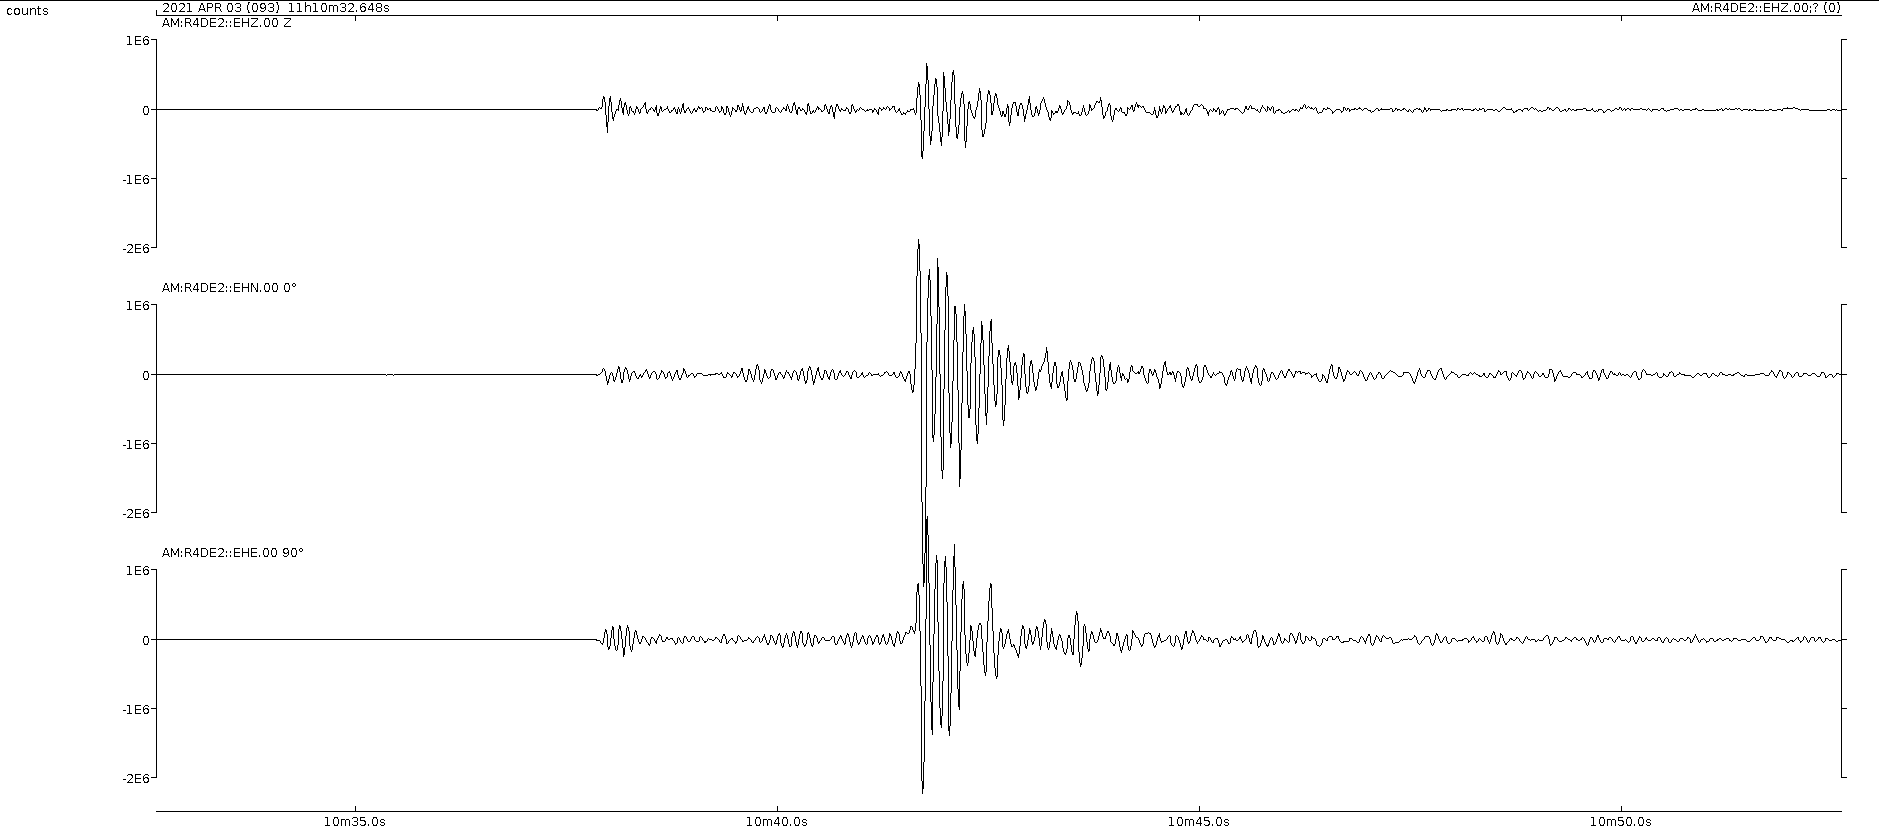 counts
2021 APR 03 (093) 11h10m32.648s
AM:R4DE2::EHZ.00;? (0)
AM:R4DE2::EHZ.00 Z
1E6
0
-1E6
-2E6
AM:R4DE2::EHN.00 0°
1E6
0
-1E6
-2E6
AM:R4DE2::EHE.00 90°
1E6
0
-1E6
-2E6
10m35.0s
10m40.0s
10m45.0s
10m50.0s